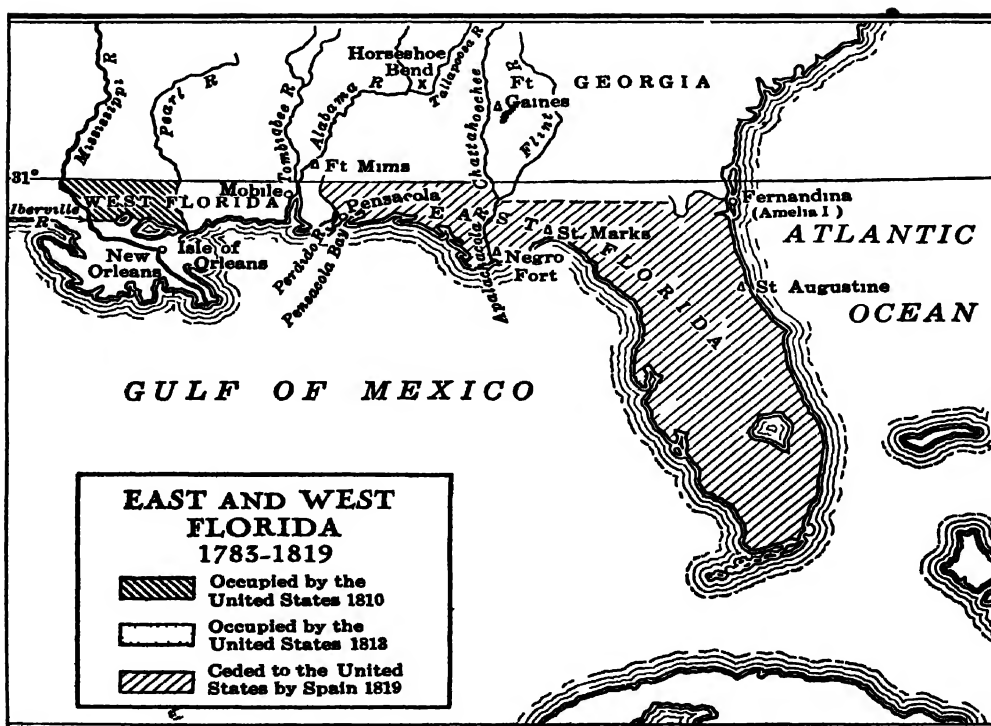 Mississippi R
Pearl R
Tombigbee R
Alabama R
Horseshoe
Bend
x
Tallapoosa R
Chattahoochee
R
Ft
Gaines
Flint
GEORGIA
Ft Mims
31°
WEST FLORIDA
Mobile
Pensacola
EAST FLORIDA
Fernandina
(Amelia I)
Iberville
R
New
Orleans
Isle of
Orleans
Perdido R
Pensacola Bay
Apalachicola R
Negro
Fort
St. Marks
St Augustine
ATLANTIC
OCEAN
GULF OF MEXICO
EAST AND WEST
FLORIDA
1783-1819
Occupied by the
United States 1810
Occupied by the
United States 1813
Ceded to the United
States by Spain 1819